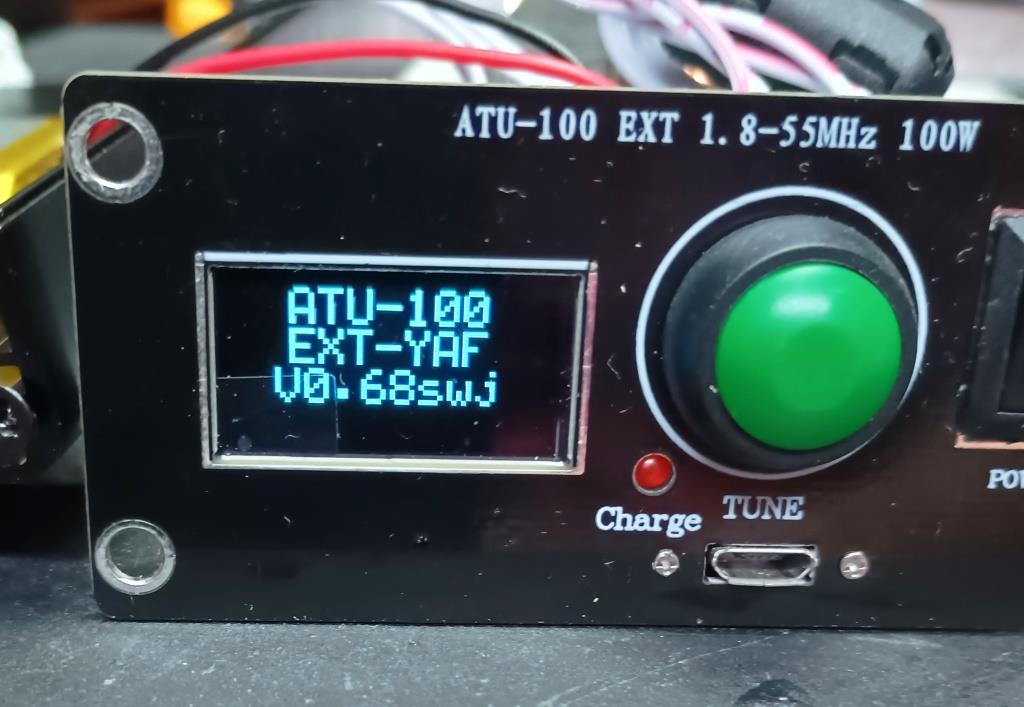 ATU-100 EXT 1.8-55MHz 100W
ATU-100
EXT-YAF
V0.68swj
Charge
TUNE